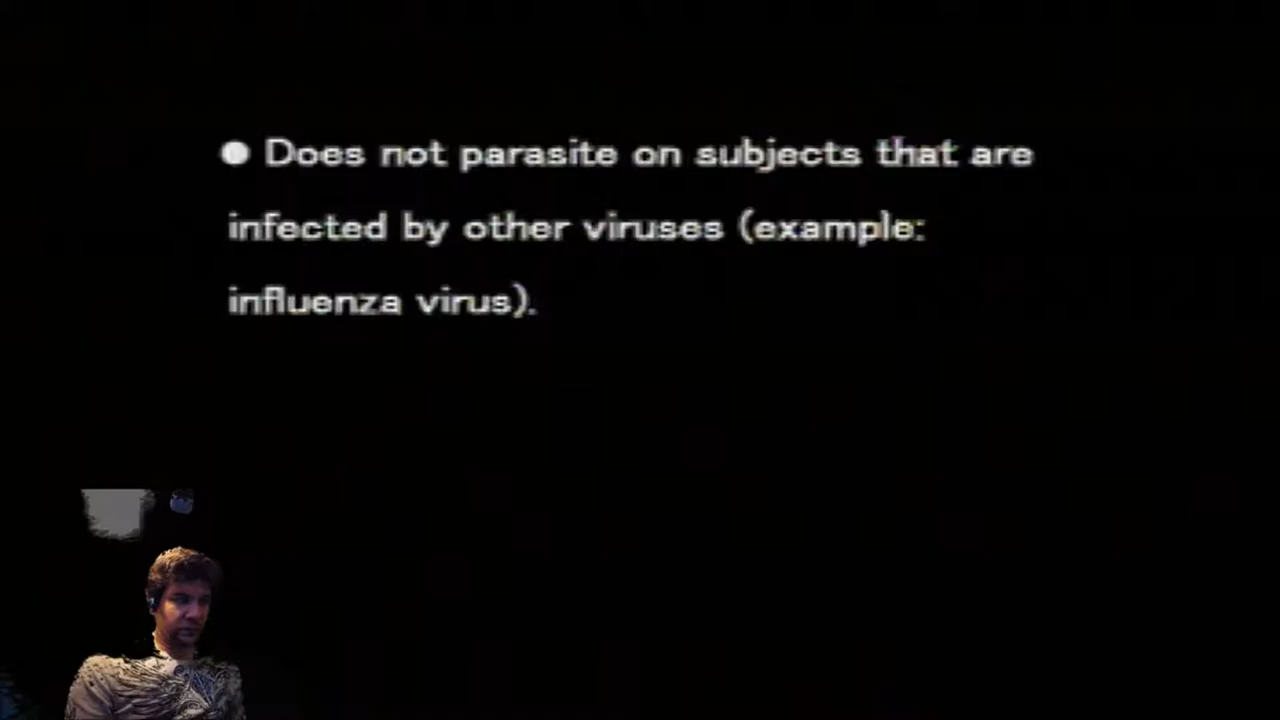 ● Does not parasite on subjects that are
infected by other viruses (example:
influenza virus).